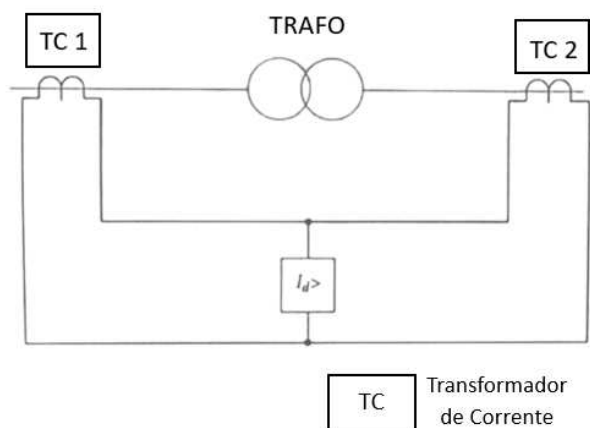 TRAFO
TC 1
TC 2
I_d>
TC
Transformador
de Corrente